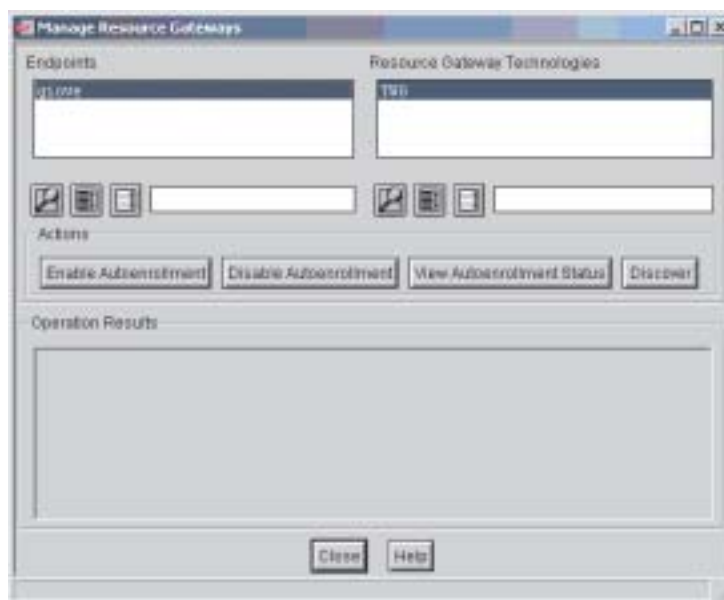 Manage Resource Gateways
Endpoints
Resource Gateway Technologies
TWG
Actions
Enable Autoenrollment
Disable Autoenrollment
View Autoenrollment Status
Discover
Operation Results
Close
Help